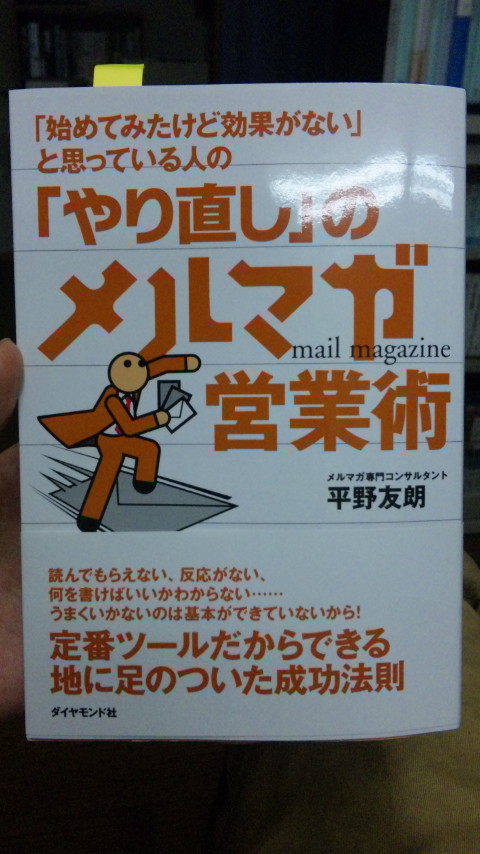 「始めてみたけど効果がない」
と思っている人の
「やり直し」の
メルマガ
mail magazine
営業術
メルマガ専門コンサルタント
平野友朗
読んでもらえない、反応がない、
何を書けばいいかわからない……
うまくいかないのは基本ができていないから!
定番ツールだからできる
地に足のついた成功法則
ダイヤモンド社